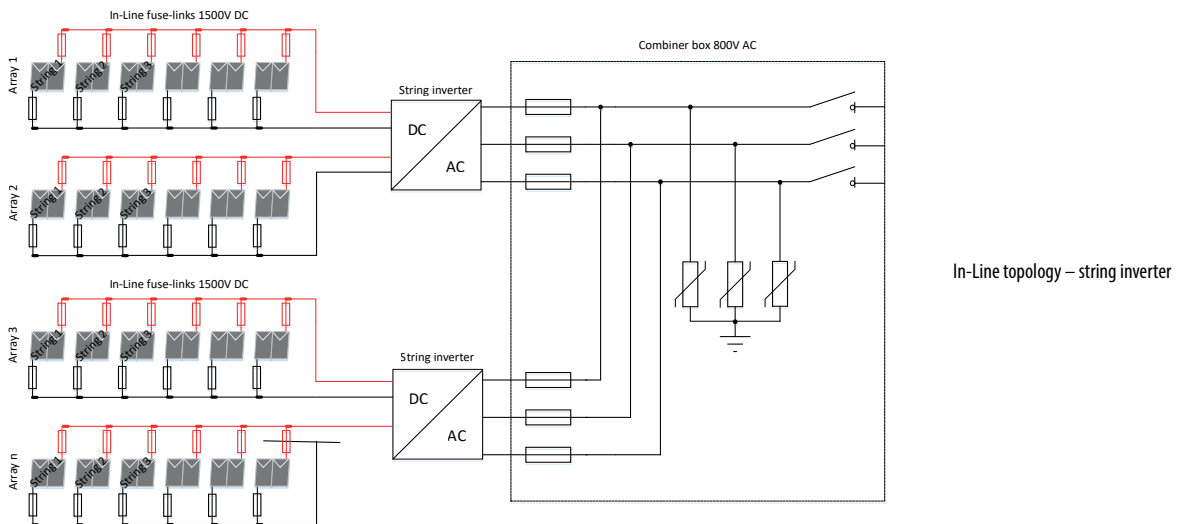 In-Line fuse-links 1500V DC
Array 1
String 1
String 2
String 3
Combiner box 800V AC
String inverter
DC
AC
Array 2
String 1
String 2
String 3
In-Line topology – string inverter
In-Line fuse-links 1500V DC
Array 3
String 1
String 2
String 3
String inverter
DC
AC
Array n
String 1
String 2
String 3